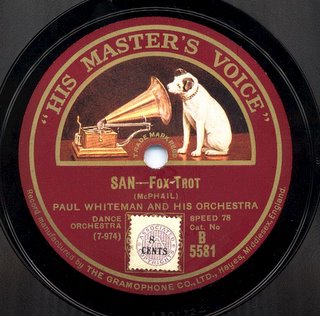 "HIS MASTER'S VOICE"
TRADE MARK
SAN—FOX-TROT
(McPHAIL)
PAUL WHITEMAN AND HIS ORCHESTRA
DANCE ORCHESTRA
(7-974)
8 CENTS
SPEED 78
Cat. No
B
5581
Record manufactured by THE GRAMOPHONE CO., LTD., Hayes, Middlesex, England.